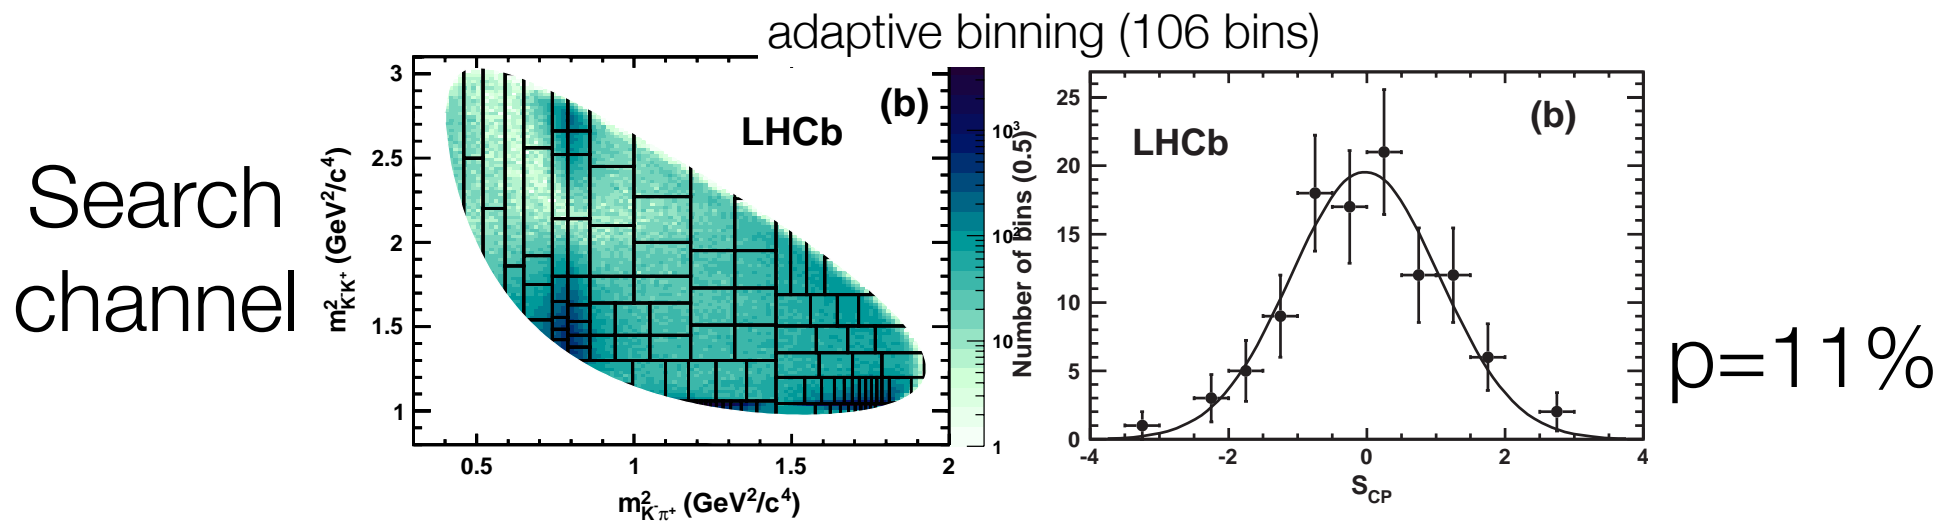 adaptive binning (106 bins)
Search
channel
m²K⁻K⁺ (GeV²/c⁴)
3
2.5
2
1.5
1
LHCb
(b)
0.5 1 1.5 2
m²K⁻π⁺ (GeV²/c⁴)
10³
10²
10
1
Number of bins (0.5)
25
20
15
10
5
0
LHCb
(b)
-4 -2 0 2 4
S_CP
p=11%